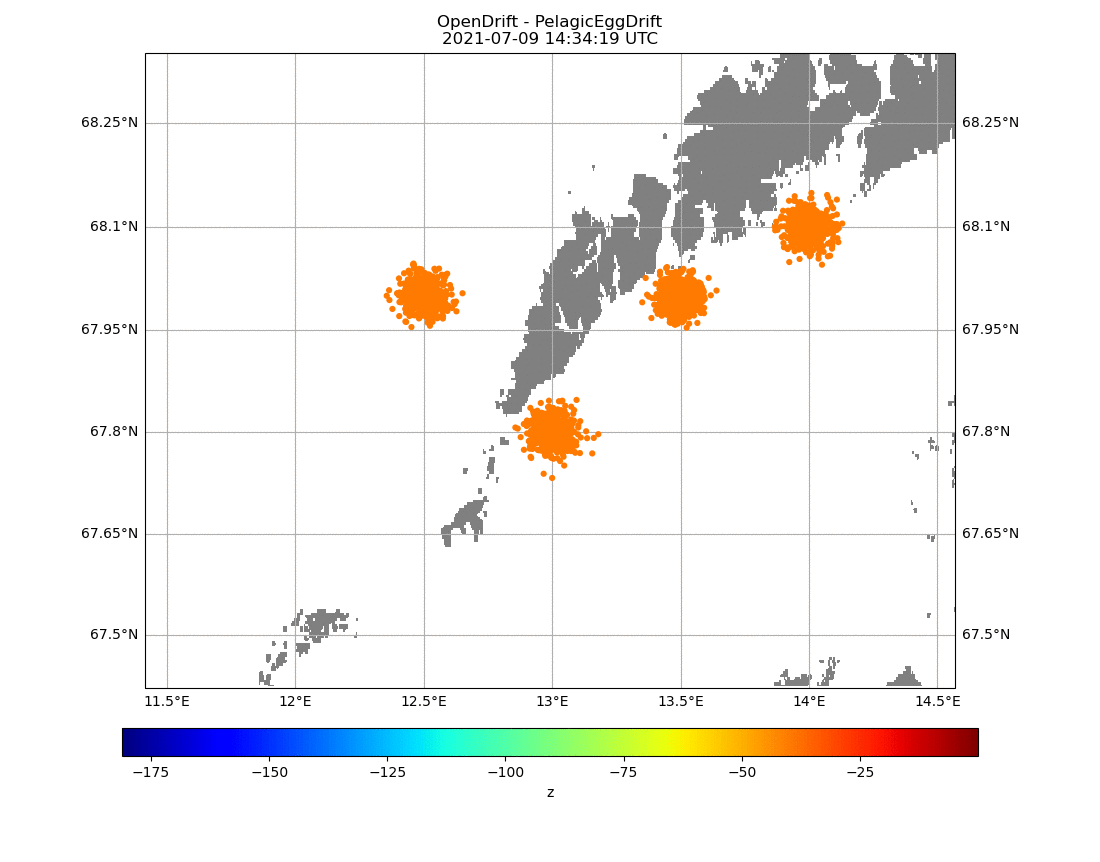 OpenDrift - PelagicEggDrift
2021-07-09 14:34:19 UTC
68.25°N 68.25°N
68.1°N 68.1°N
67.95°N 67.95°N
67.8°N 67.8°N
67.65°N 67.65°N
67.5°N 67.5°N
11.5°E 12°E 12.5°E 13°E 13.5°E 14°E 14.5°E
−175 −150 −125 −100 −75 −50 −25
z